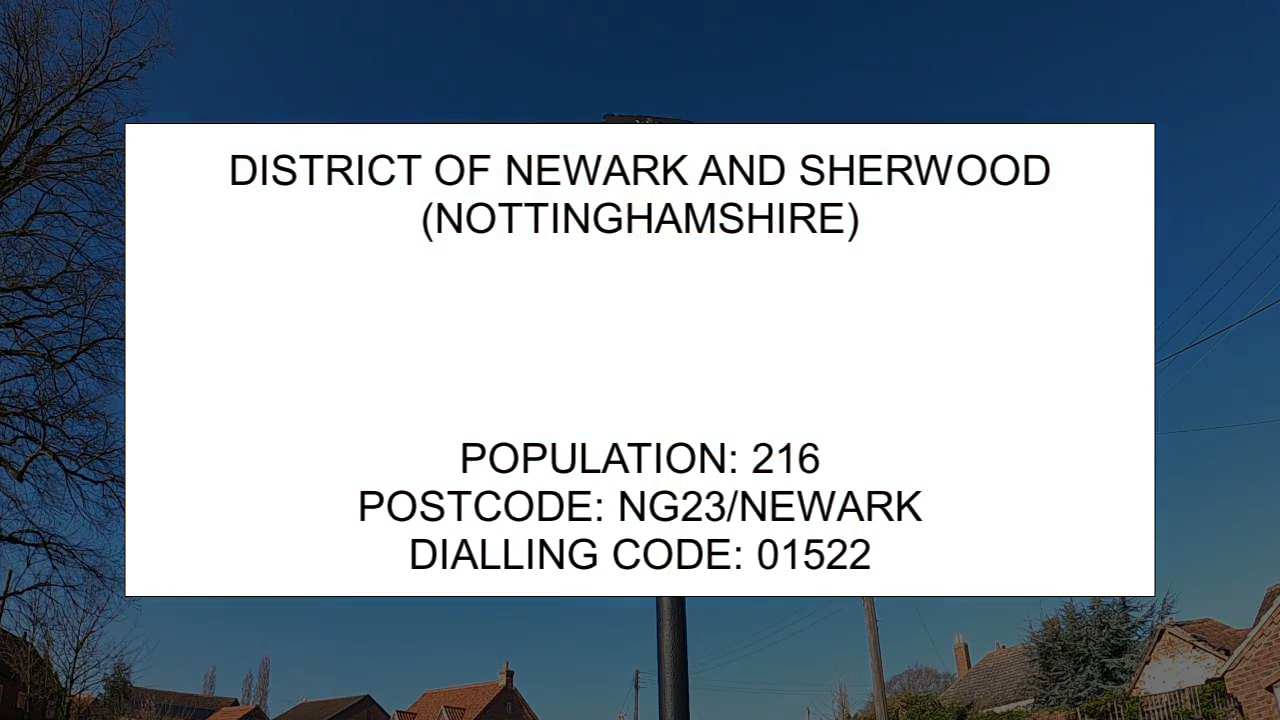 DISTRICT OF NEWARK AND SHERWOOD
(NOTTINGHAMSHIRE)
POPULATION: 216
POSTCODE: NG23/NEWARK
DIALLING CODE: 01522